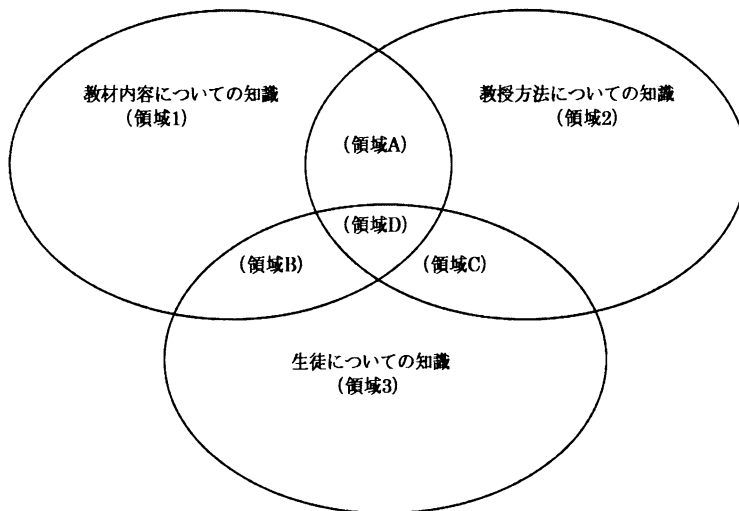 教材内容についての知識
(領域1)
教授方法についての知識
(領域2)
(領域A)
(領域D)
(領域B)
(領域C)
生徒についての知識
(領域3)